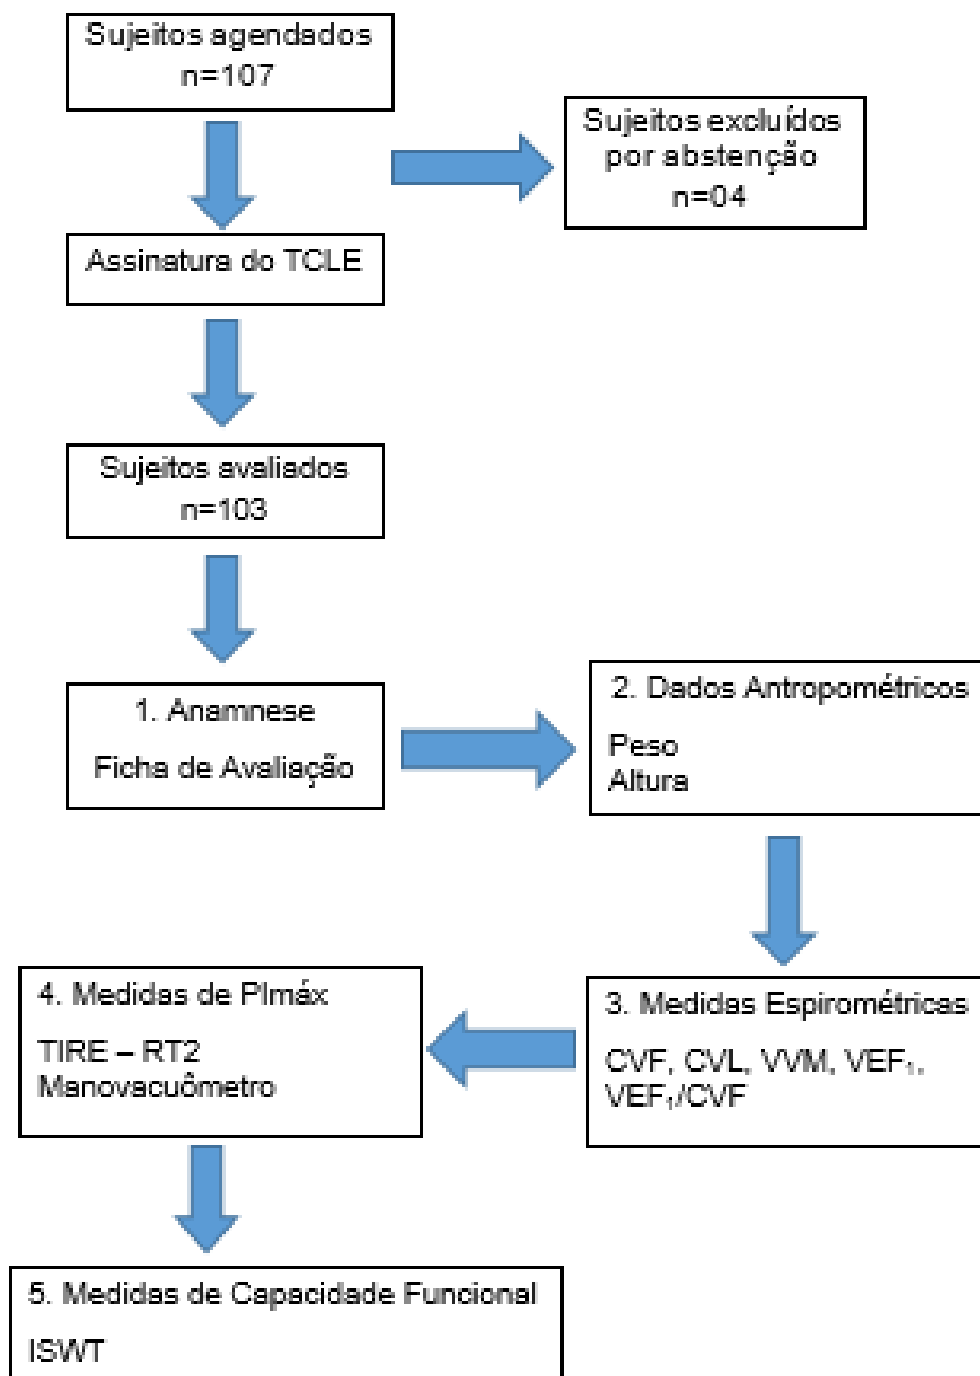 Sujeitos agendados
n=107
Sujeitos excluídos
por abstenção
n=04
Assinatura do TCLE
Sujeitos avaliados
n=103
1. Anamnese
Ficha de Avaliação
2. Dados Antropométricos
Peso
Altura
3. Medidas Espirométricas
CVF, CVL, VVM, VEF₁,
VEF₁/CVF
4. Medidas de PImáx
TIRE – RT2
Manovacuômetro
5. Medidas de Capacidade Funcional
ISWT